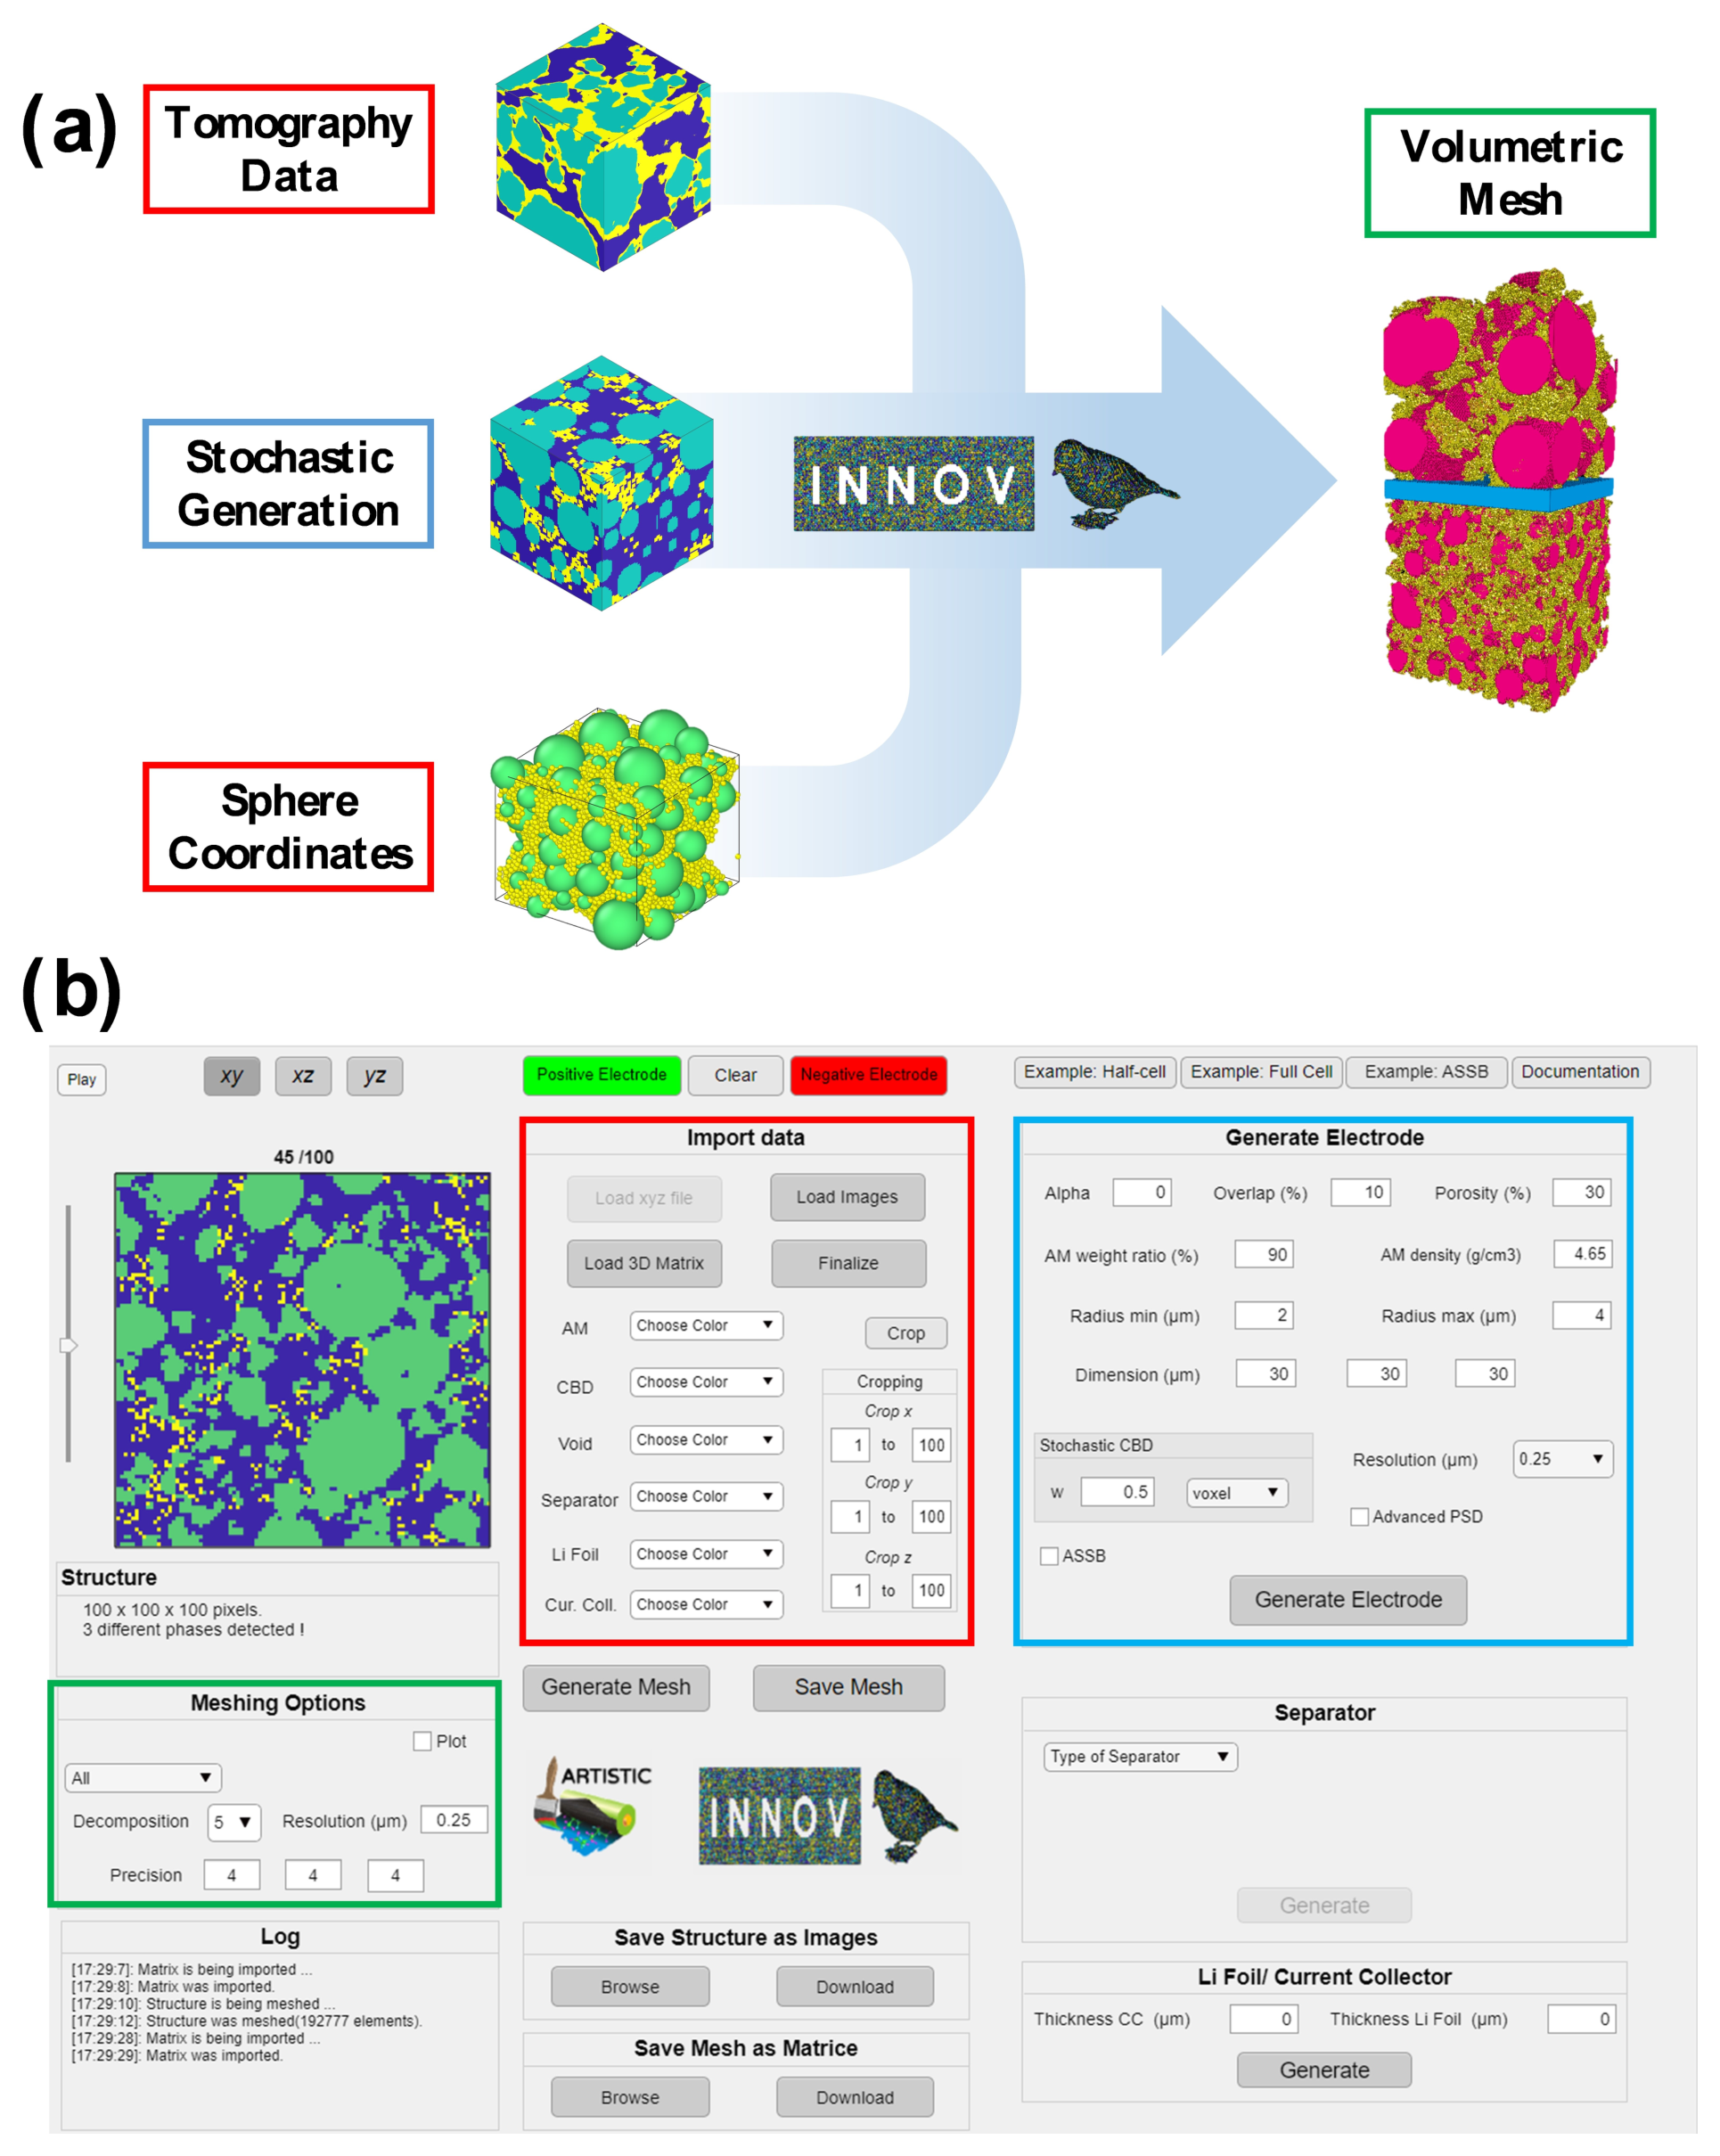 (a)
Tomography
Data
Volumetric
Mesh
Stochastic
Generation
INNOV
Sphere
Coordinates
(b)
Play
xy
xz
yz
Positive Electrode
Clear
Negative Electrode
Example: Half-cell
Example: Full Cell
Example: ASSB
Documentation
45 /100
Structure
100 x 100 x 100 pixels.
3 different phases detected !
Meshing Options
Plot
All
Decomposition 5 Resolution (µm) 0.25
Precision 4 4 4
Log
[17:29:7]: Matrix is being imported ...
[17:29:8]: Matrix was imported.
[17:29:10]: Structure is being meshed ...
[17:29:12]: Structure was meshed(192777 elements).
[17:29:28]: Matrix is being imported ...
[17:29:29]: Matrix was imported.
Import data
Load xyz file Load Images
Load 3D Matrix Finalize
AM Choose Color
CBD Choose Color
Void Choose Color
Separator Choose Color
Li Foil Choose Color
Cur. Coll. Choose Color
Crop
Cropping
Crop x
1 to 100
Crop y
1 to 100
Crop z
1 to 100
Generate Mesh Save Mesh
ARTISTIC
INNOV
Save Structure as Images
Browse Download
Save Mesh as Matrice
Browse Download
Generate Electrode
Alpha 0 Overlap (%) 10 Porosity (%) 30
AM weight ratio (%) 90 AM density (g/cm3) 4.65
Radius min (µm) 2 Radius max (µm) 4
Dimension (µm) 30 30 30
Stochastic CBD
w 0.5 voxel
Resolution (µm) 0.25
Advanced PSD
ASSB
Generate Electrode
Separator
Type of Separator
Generate
Li Foil/ Current Collector
Thickness CC (µm) 0 Thickness Li Foil (µm) 0
Generate